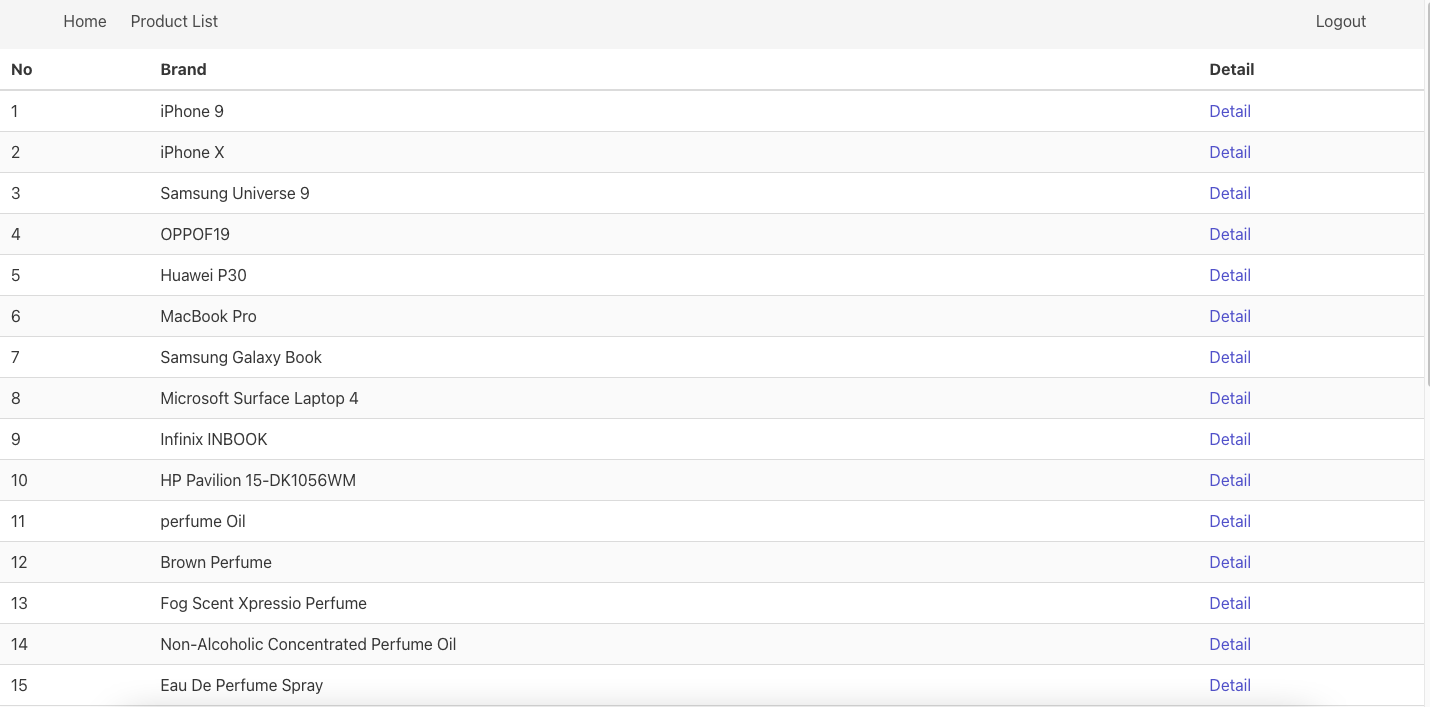 Home Product List Logout
No Brand Detail
1 iPhone 9 Detail
2 iPhone X Detail
3 Samsung Universe 9 Detail
4 OPPOF19 Detail
5 Huawei P30 Detail
6 MacBook Pro Detail
7 Samsung Galaxy Book Detail
8 Microsoft Surface Laptop 4 Detail
9 Infinix INBOOK Detail
10 HP Pavilion 15-DK1056WM Detail
11 perfume Oil Detail
12 Brown Perfume Detail
13 Fog Scent Xpressio Perfume Detail
14 Non-Alcoholic Concentrated Perfume Oil Detail
15 Eau De Perfume Spray Detail